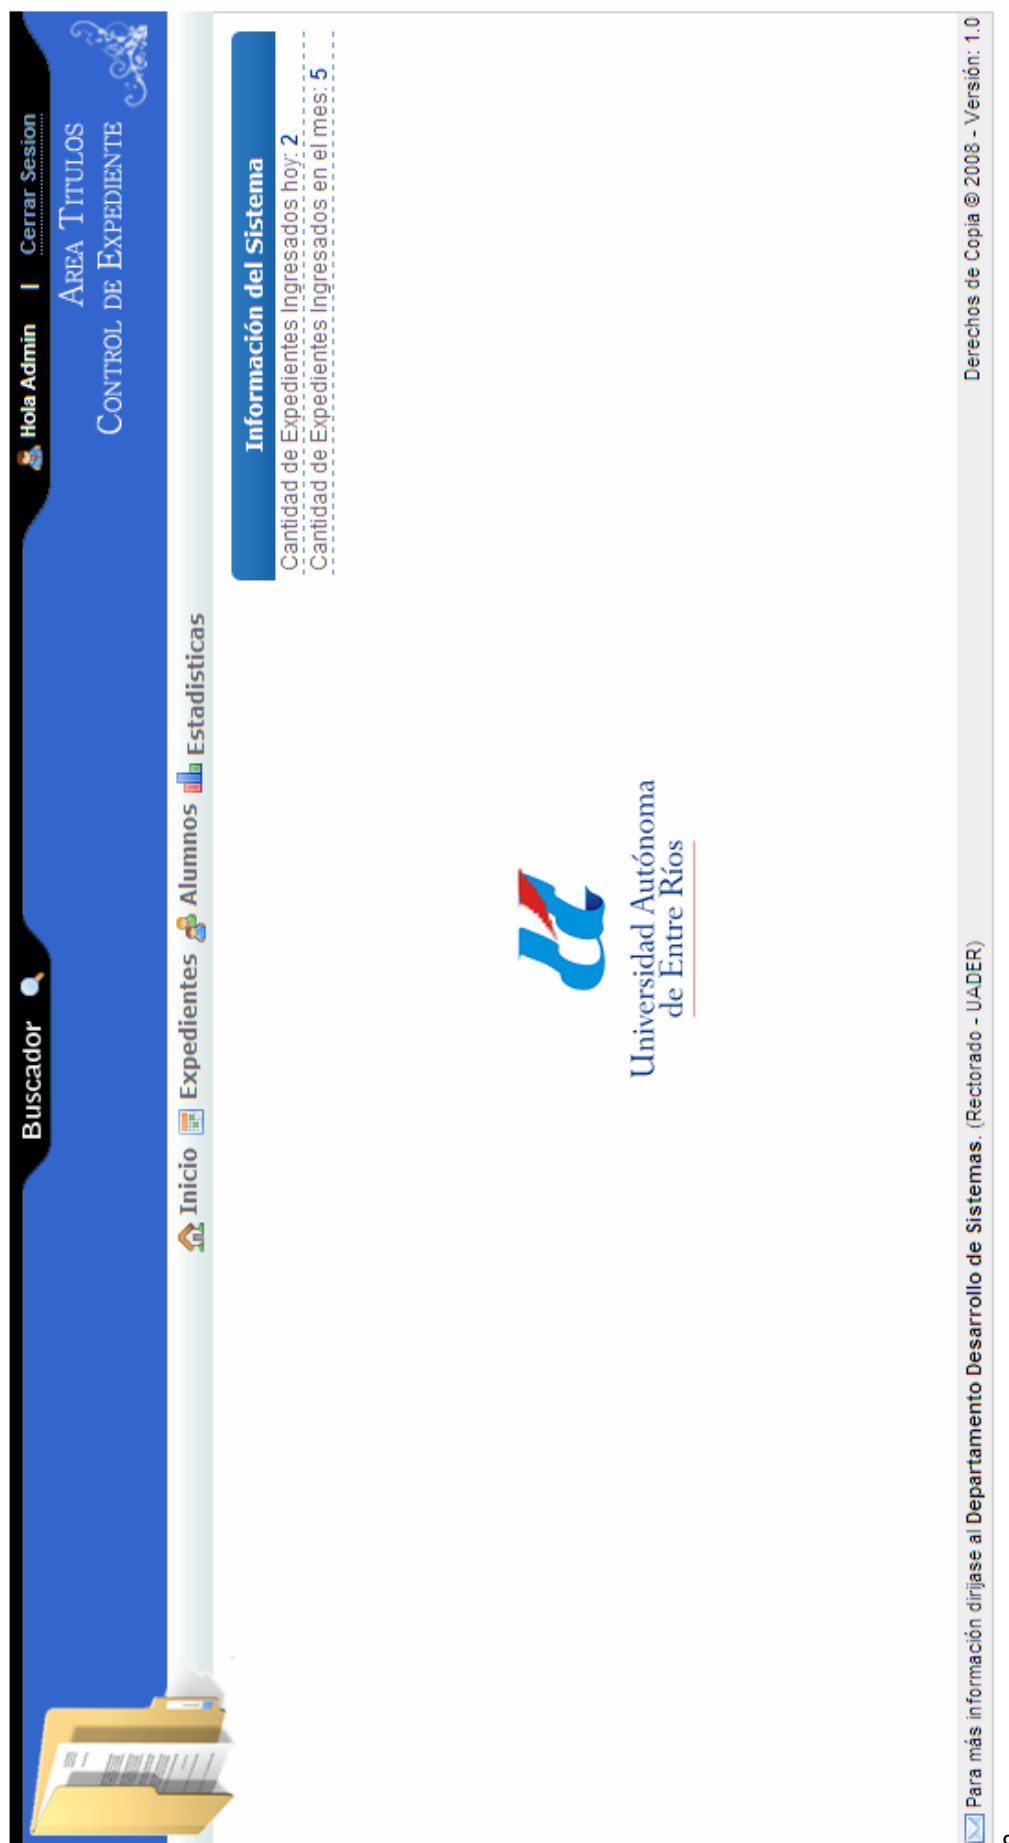 Buscador
Hola Admin | Cerrar Sesion
AREA TITULOS
CONTROL DE EXPEDIENTE
Inicio Expedientes Alumnos Estadisticas
Información del Sistema
Cantidad de Expedientes Ingresados hoy: 2
Cantidad de Expedientes Ingresados en el mes: 5
Universidad Autónoma
de Entre Ríos
Para más información dirijase al Departamento Desarrollo de Sistemas. (Rectorado - UADER)
Derechos de Copia © 2008 - Versión: 1.0